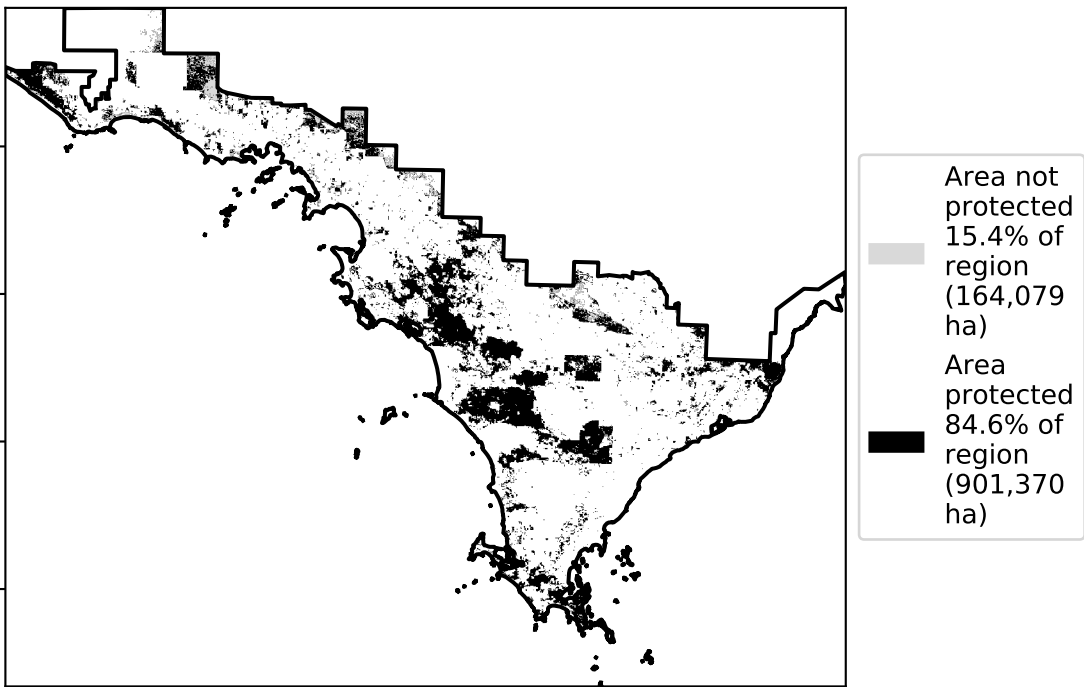 Area not
protected
15.4% of
region
(164,079
ha)
Area
protected
84.6% of
region
(901,370
ha)